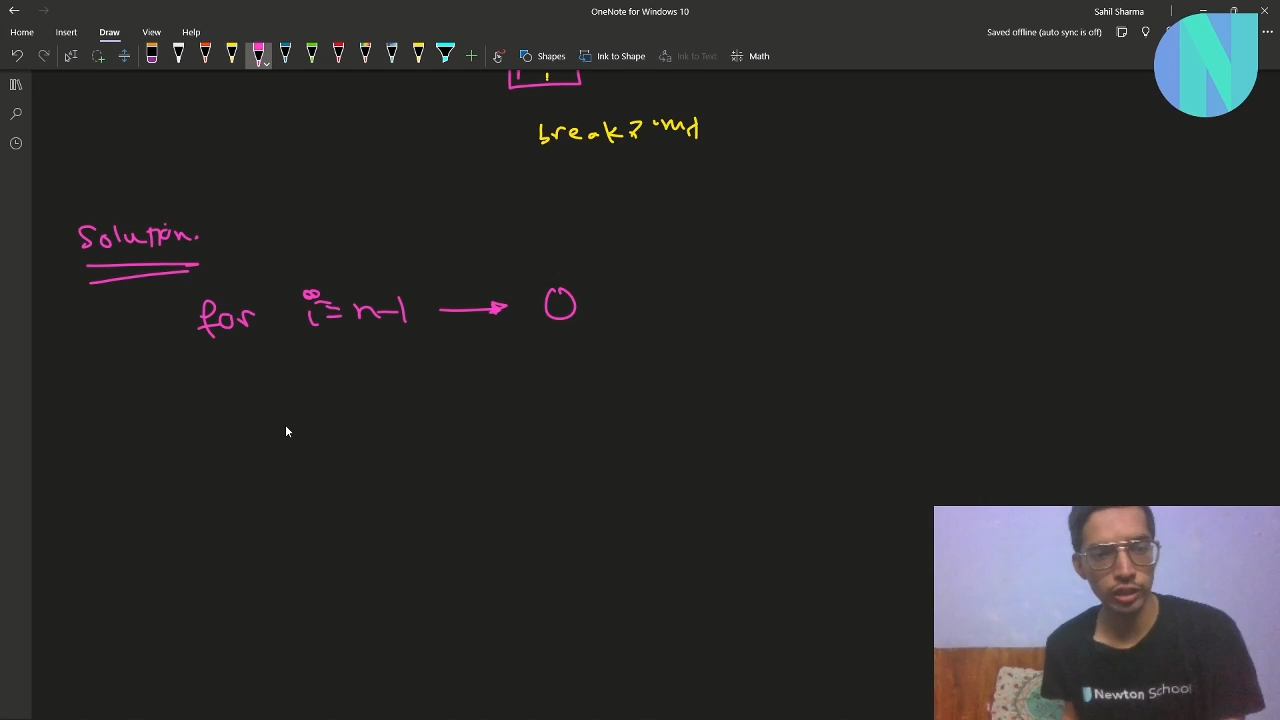 OneNote for Windows 10
Sahil Sharma
Home Insert Draw View Help
Saved offline (auto sync is off)
Shapes Ink to Shape Ink to Text Math
break
Solution.
for i=n-1 → 0
Newton School